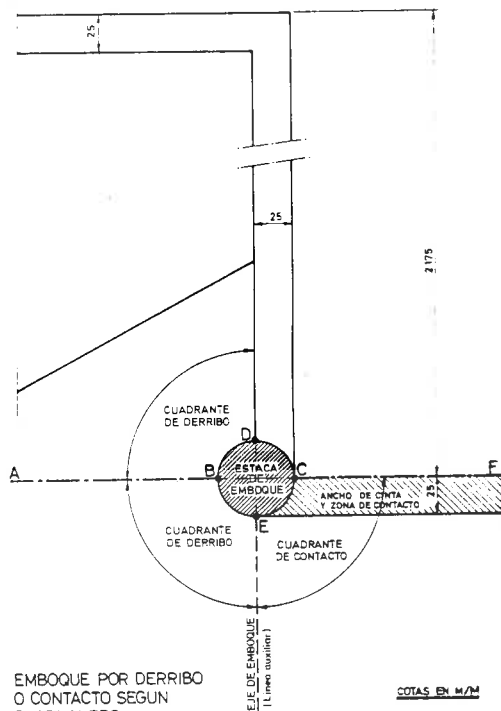 25
25
2175
CUADRANTE
DE DERRIBO
D
A
B
ESTACA
DE
EMBOQUE
C
F
ANCHO DE CINTA
Y ZONA DE CONTACTO
25
E
CUADRANTE
DE DERRIBO
CUADRANTE
DE CONTACTO
EJE DE EMBOQUE
(Linea auxiliar)
EMBOQUE POR DERRIBO
O CONTACTO SEGUN
COTAS EN M/M